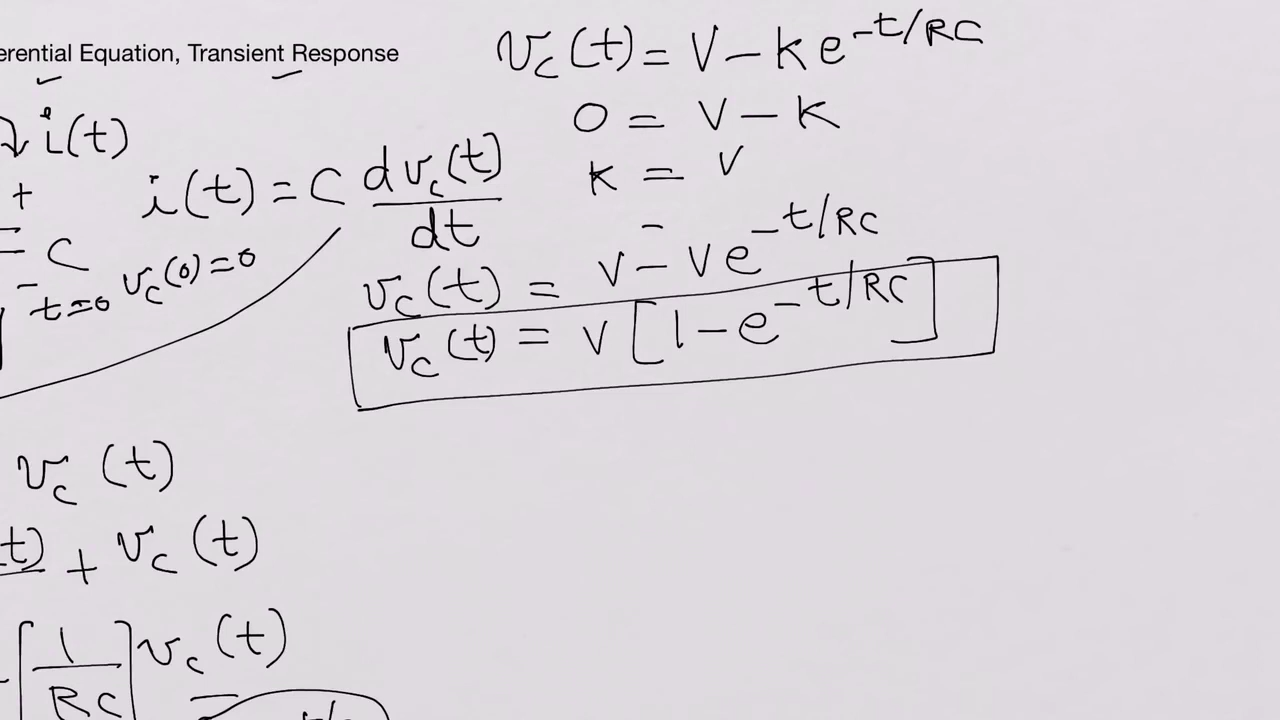 erential Equation, Transient Response
i(t)
+
i(t) = C dv_c(t)/dt
C
-
t=0 v_c(0)=0
v_c(t) = V - k e^{-t/RC}
0 = V - k
k = V
v_c(t) = V - V e^{-t/RC}
v_c(t) = V [1 - e^{-t/RC}]
v_c(t)
t) + v_c(t)
[1/RC] v_c(t)
=